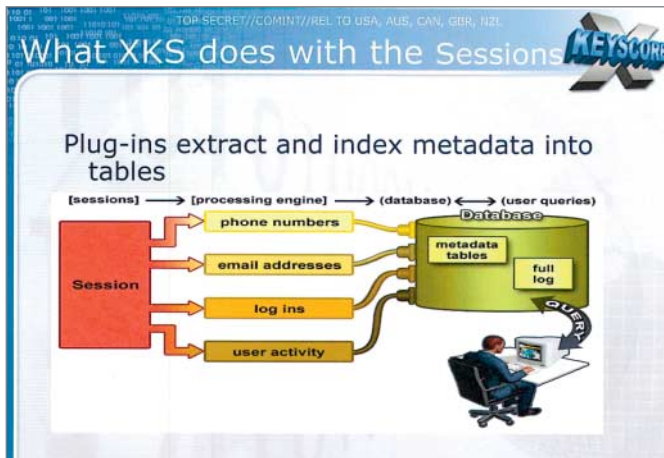 TOP SECRET//COMINT//REL TO USA, AUS, CAN, GBR, NZL
What XKS does with the Sessions
X KEYSCORE
Plug-ins extract and index metadata into
tables
[sessions] → [processing engine] → (database) ↔ (user queries)
Database
phone numbers
metadata
tables
email addresses
full
log
Session
log ins
QUERY
user activity